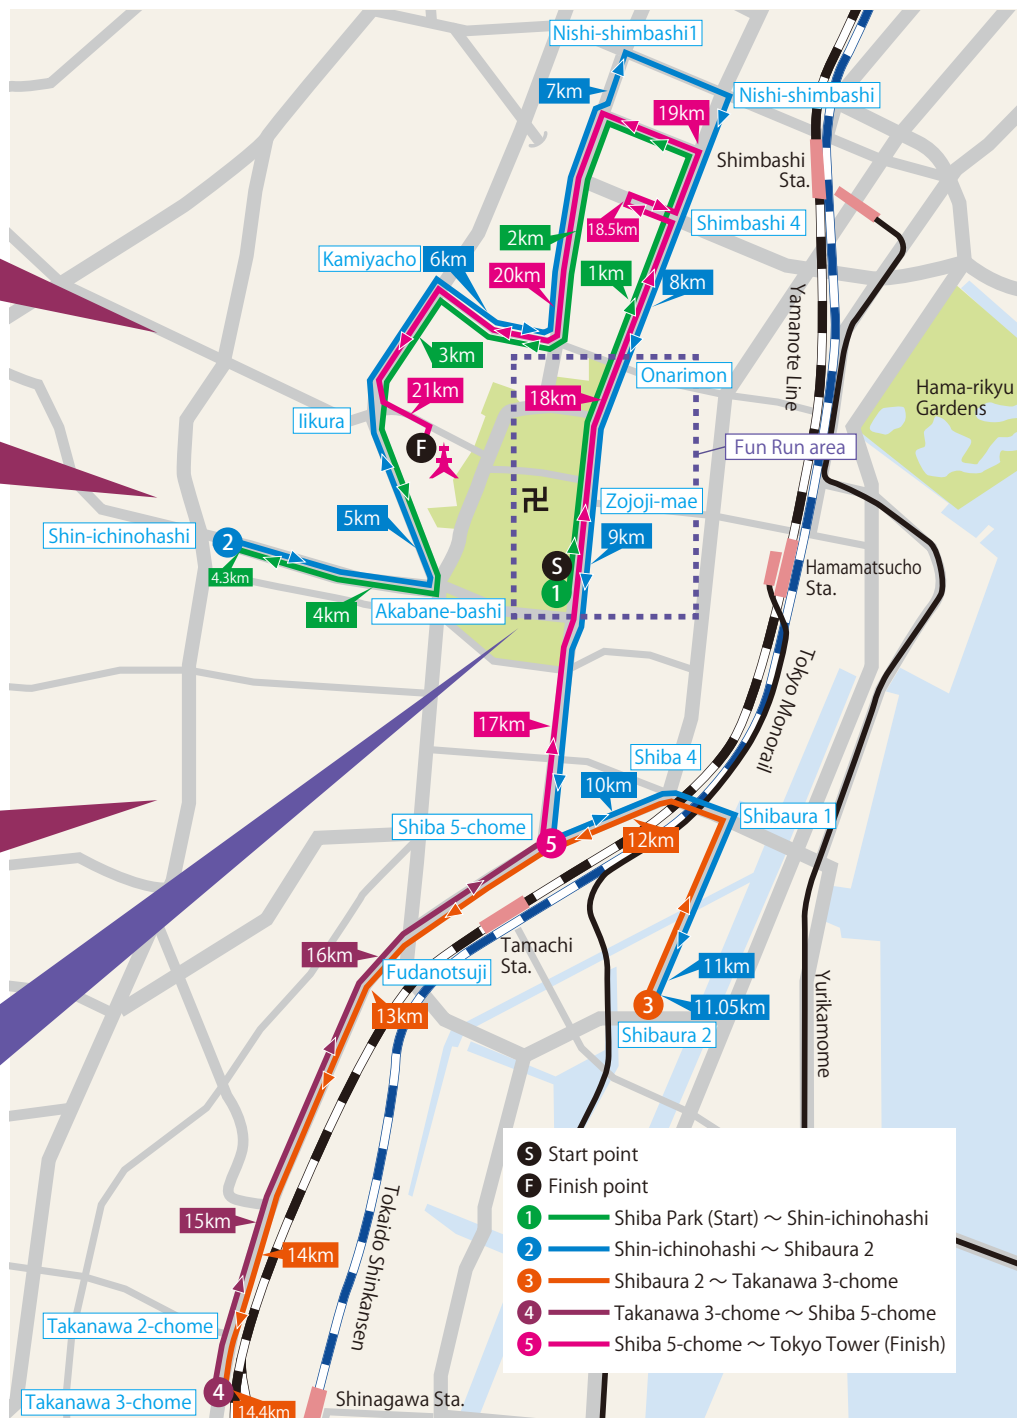 Nishi-shimbashi1
7km
Nishi-shimbashi
19km
Shimbashi
Sta.
18.5km
Shimbashi 4
2km
Kamiyacho
6km
20km
1km
8km
Yamanote Line
3km
Onarimon
21km
18km
Hama-rikyu
Gardens
Iikura
F
Fun Run area
卍
Zojoji-mae
5km
Shin-ichinohashi
2
9km
4.3km
S
1
Hamamatsucho
Sta.
4km
Akabane-bashi
Tokyo Monorail
17km
Shiba 4
10km
Shibaura 1
Shiba 5-chome
5
12km
16km
Tamachi
Sta.
Fudanotsuji
11km
13km
3
11.05km
Shibaura 2
Yurikamome
S Start point
F Finish point
1 Shiba Park (Start) ～ Shin-ichinohashi
2 Shin-ichinohashi ～ Shibaura 2
3 Shibaura 2 ～ Takanawa 3-chome
4 Takanawa 3-chome ～ Shiba 5-chome
5 Shiba 5-chome ～ Tokyo Tower (Finish)
15km
14km
Tokaido Shinkansen
Takanawa 2-chome
Takanawa 3-chome
4
14.4km
Shinagawa Sta.